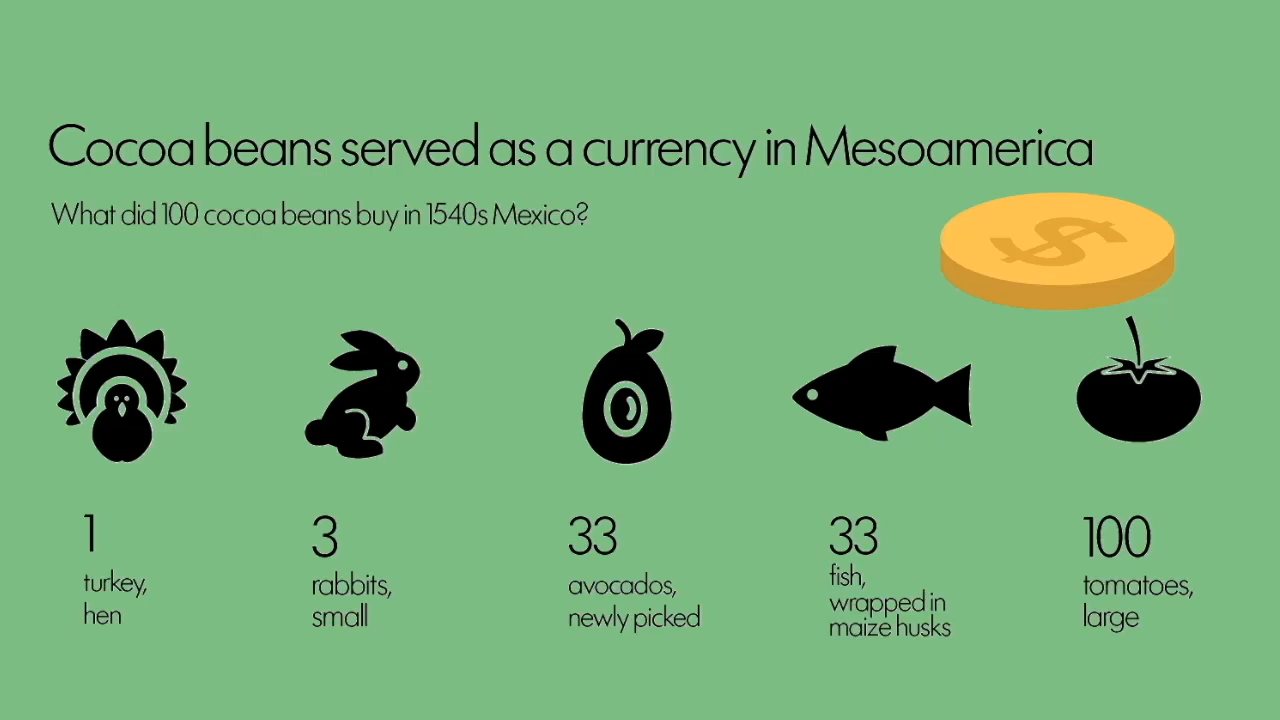 Cocoa beans served as a currency in Mesoamerica
What did 100 cocoa beans buy in 1540s Mexico?
$
1
turkey,
hen
3
rabbits,
small
33
avocados,
newly picked
33
fish,
wrapped in
maize husks
100
tomatoes,
large